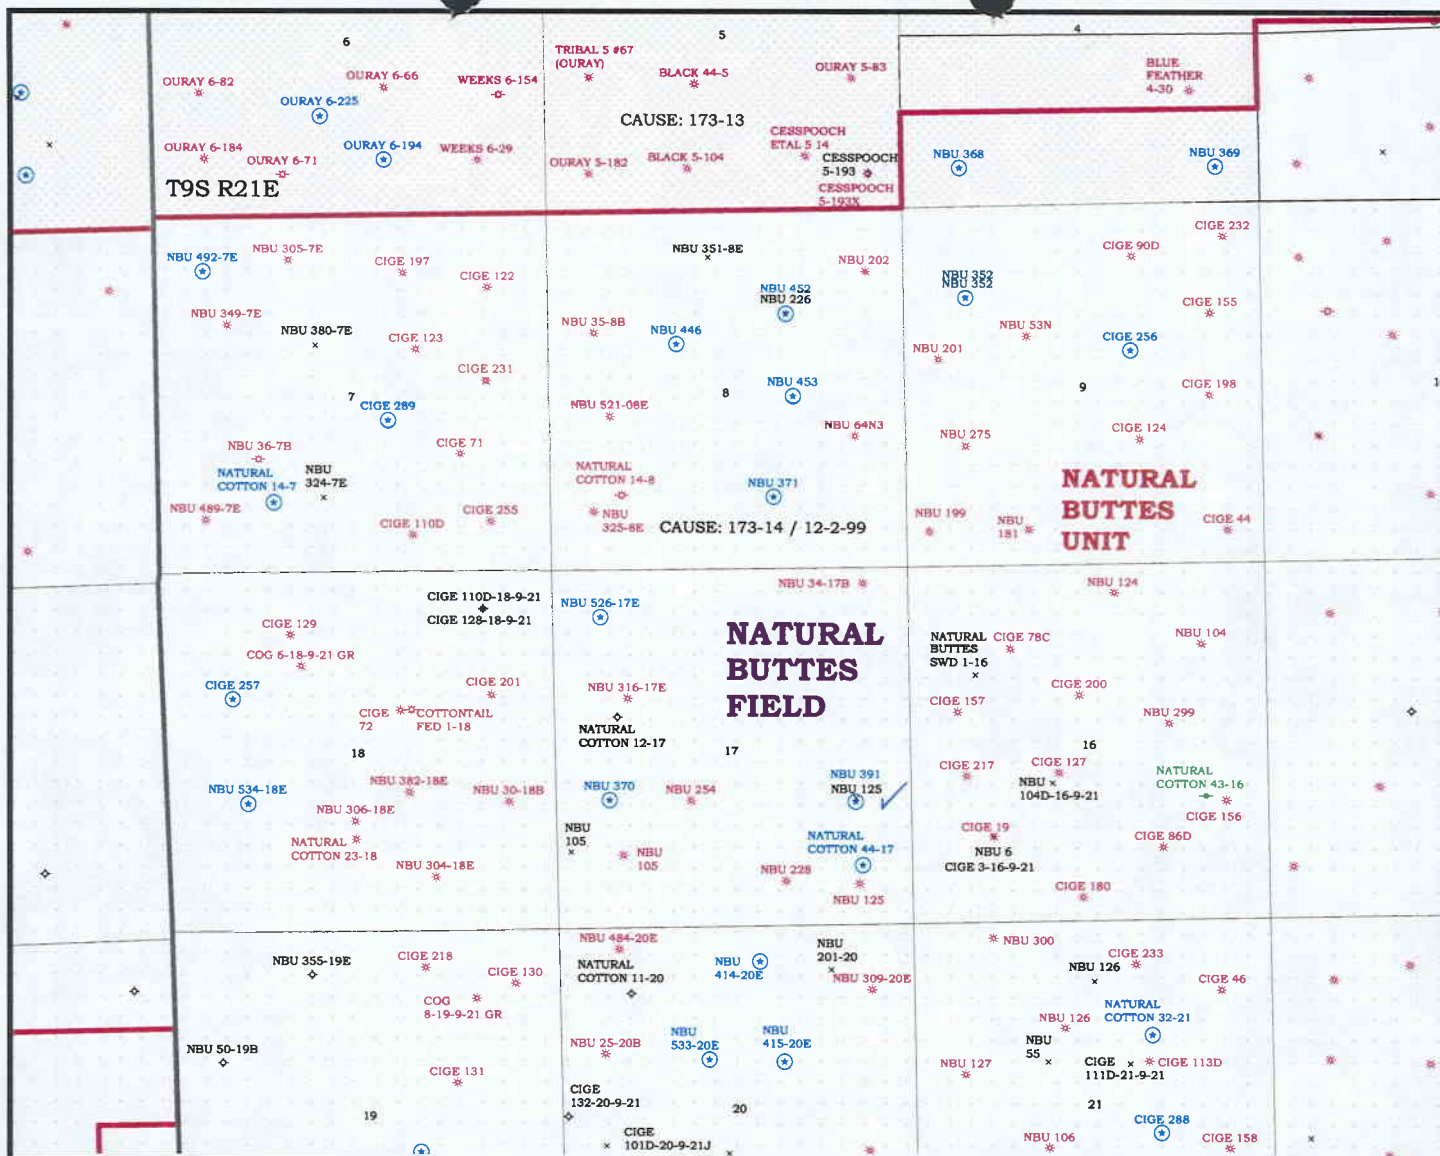 6
5
4
OURAY 6-82
OURAY 6-66
WEEKS 6-154
TRIBAL 5 #67
(OURAY)
BLACK 44-5
OURAY 5-83
BLUE
FEATHER
4-30
OURAY 6-225
CAUSE: 173-13
OURAY 6-184
OURAY 6-71
OURAY 6-194
WEEKS 6-29
OURAY 5-182
BLACK 5-104
CESSPOOCH
ETAL 5 14
CESSPOOCH
5-193
CESSPOOCH
5-193X
NBU 368
NBU 369
T9S R21E
NBU 492-7E
NBU 305-7E
CIGE 197
CIGE 122
NBU 351-8E
NBU 202
CIGE 90D
CIGE 232
NBU 452
NBU 226
NBU 352
NBU 352
NBU 349-7E
NBU 380-7E
CIGE 123
NBU 35-8B
NBU 446
NBU 201
NBU 53N
CIGE 256
CIGE 155
CIGE 231
7
CIGE 289
NBU 521-08E
8
NBU 453
9
CIGE 198
NBU 36-7B
CIGE 71
NBU 64N3
NBU 275
CIGE 124
NATURAL
COTTON 14-7
NBU
324-7E
NATURAL
COTTON 14-8
NBU 371
NATURAL
BUTTES
UNIT
NBU 489-7E
CIGE 110D
CIGE 255
NBU
325-8E
CAUSE: 173-14 / 12-2-99
NBU 199
NBU
181
CIGE 44
CIGE 110D-18-9-21
CIGE 128-18-9-21
NBU 526-17E
NBU 34-17B
NBU 124
CIGE 129
COG 6-18-9-21 GR
NATURAL
BUTTES
FIELD
NATURAL
BUTTES
SWD 1-16
CIGE 78C
NBU 104
CIGE 257
CIGE 201
NBU 316-17E
CIGE 157
CIGE 200
CIGE
72
COTTONTAIL
FED 1-18
NATURAL
COTTON 12-17
NBU 299
18
17
16
NBU 534-18E
NBU 382-18E
NBU 30-18B
NBU 370
NBU 254
NBU 391
NBU 125
CIGE 217
CIGE 127
NBU
104D-16-9-21
NATURAL
COTTON 43-16
CIGE 156
NBU 306-18E
NATURAL
COTTON 23-18
NBU
105
NBU
105
NATURAL
COTTON 44-17
CIGE 19
NBU 6
CIGE 3-16-9-21
CIGE 86D
NBU 304-18E
NBU 228
NBU 125
CIGE 180
NBU 355-19E
CIGE 218
CIGE 130
NBU 484-20E
NATURAL
COTTON 11-20
NBU
414-20E
NBU
201-20
NBU 309-20E
NBU 300
NBU 126
CIGE 233
CIGE 46
COG
8-19-9-21 GR
NATURAL
COTTON 32-21
NBU 50-19B
NBU 25-20B
NBU
533-20E
NBU
415-20E
NBU 126
NBU
55
NBU 127
CIGE
111D-21-9-21
CIGE 113D
CIGE 131
CIGE
132-20-9-21
19
20
21
CIGE 288
CIGE
101D-20-9-21J
NBU 106
CIGE 158